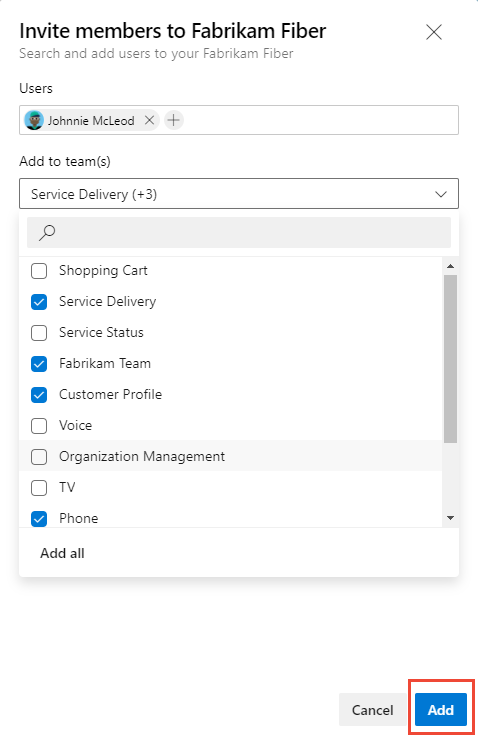 Invite members to Fabrikam Fiber
Search and add users to your Fabrikam Fiber
Users
Johnnie McLeod
Add to team(s)
Service Delivery (+3)
Shopping Cart
Service Delivery
Service Status
Fabrikam Team
Customer Profile
Voice
Organization Management
TV
Phone
Add all
Cancel Add